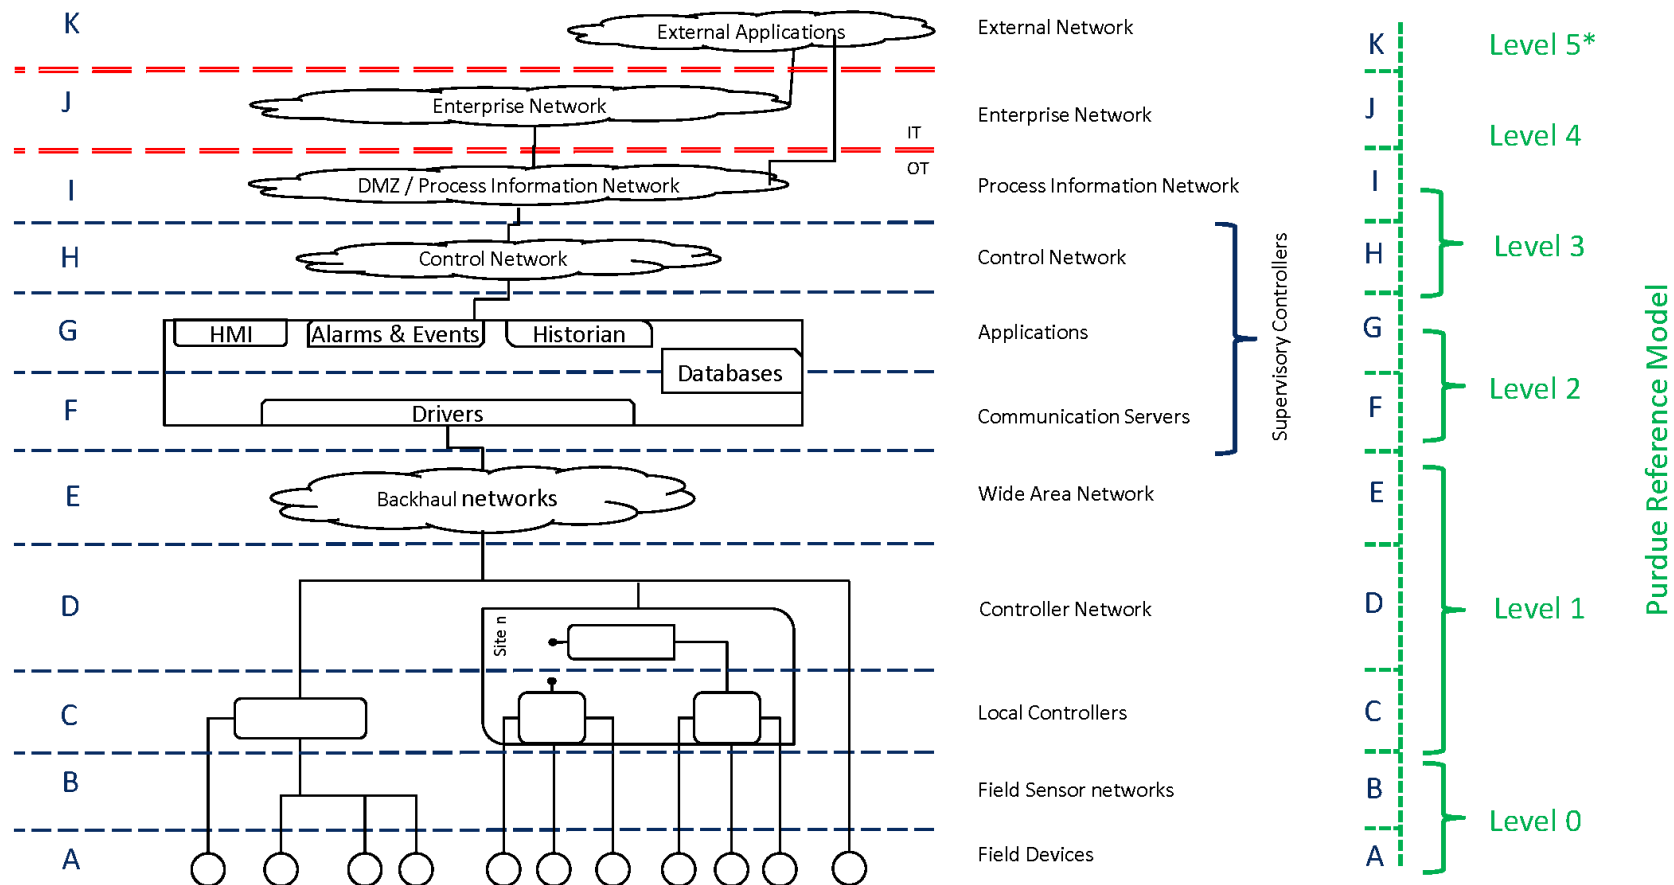 K External Applications External Network K Level 5*
J Enterprise Network Enterprise Network J Level 4
IT
OT
I DMZ / Process Information Network Process Information Network I
H Control Network Control Network H Level 3
G HMI Alarms & Events Historian Applications G
Databases Level 2
F Drivers Communication Servers F
Supervisory Controllers
E Backhaul networks Wide Area Network E
D Site n Controller Network D Level 1
C Local Controllers C
B Field Sensor networks B
Level 0
A Field Devices A
Purdue Reference Model